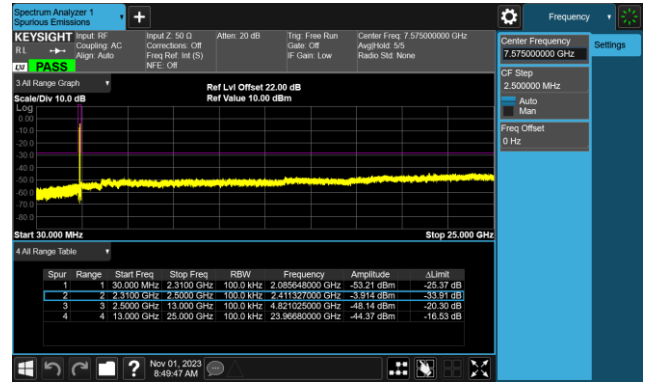 Spectrum Analyzer 1
Spurious Emissions
Frequency
KEYSIGHT Input: RF Input Z: 50 Ω Atten: 20 dB Trig: Free Run Center Freq: 7.575000000 GHz
RL Coupling: AC Corrections: Off Gate: Off Avg|Hold: 5/5
Align: Auto Freq Ref: Int (S) IF Gain: Low Radio Std: None
LXI PASS NFE: Off
Center Frequency
7.575000000 GHz
Settings
CF Step
2.500000 MHz
Auto
Man
Freq Offset
0 Hz
3 All Range Graph
Ref Lvl Offset 22.00 dB
Scale/Div 10.0 dB Ref Value 10.00 dBm
Log
0.00
-10.0
-20.0
-30.0
-40.0
-50.0
-60.0
-70.0
-80.0
Start 30.000 MHz Stop 25.000 GHz
4 All Range Table
Spur Range Start Freq Stop Freq RBW Frequency Amplitude ΔLimit
1 1 30.000 MHz 2.3100 GHz 100.0 kHz 2.085648000 GHz -53.21 dBm -25.37 dB
2 2 2.3100 GHz 2.5000 GHz 100.0 kHz 2.411327000 GHz -3.914 dBm -33.91 dB
3 3 2.5000 GHz 13.000 GHz 100.0 kHz 4.821025000 GHz -48.14 dBm -20.30 dB
4 4 13.000 GHz 25.000 GHz 100.0 kHz 23.96680000 GHz -44.37 dBm -16.53 dB
Nov 01, 2023
8:49:47 AM